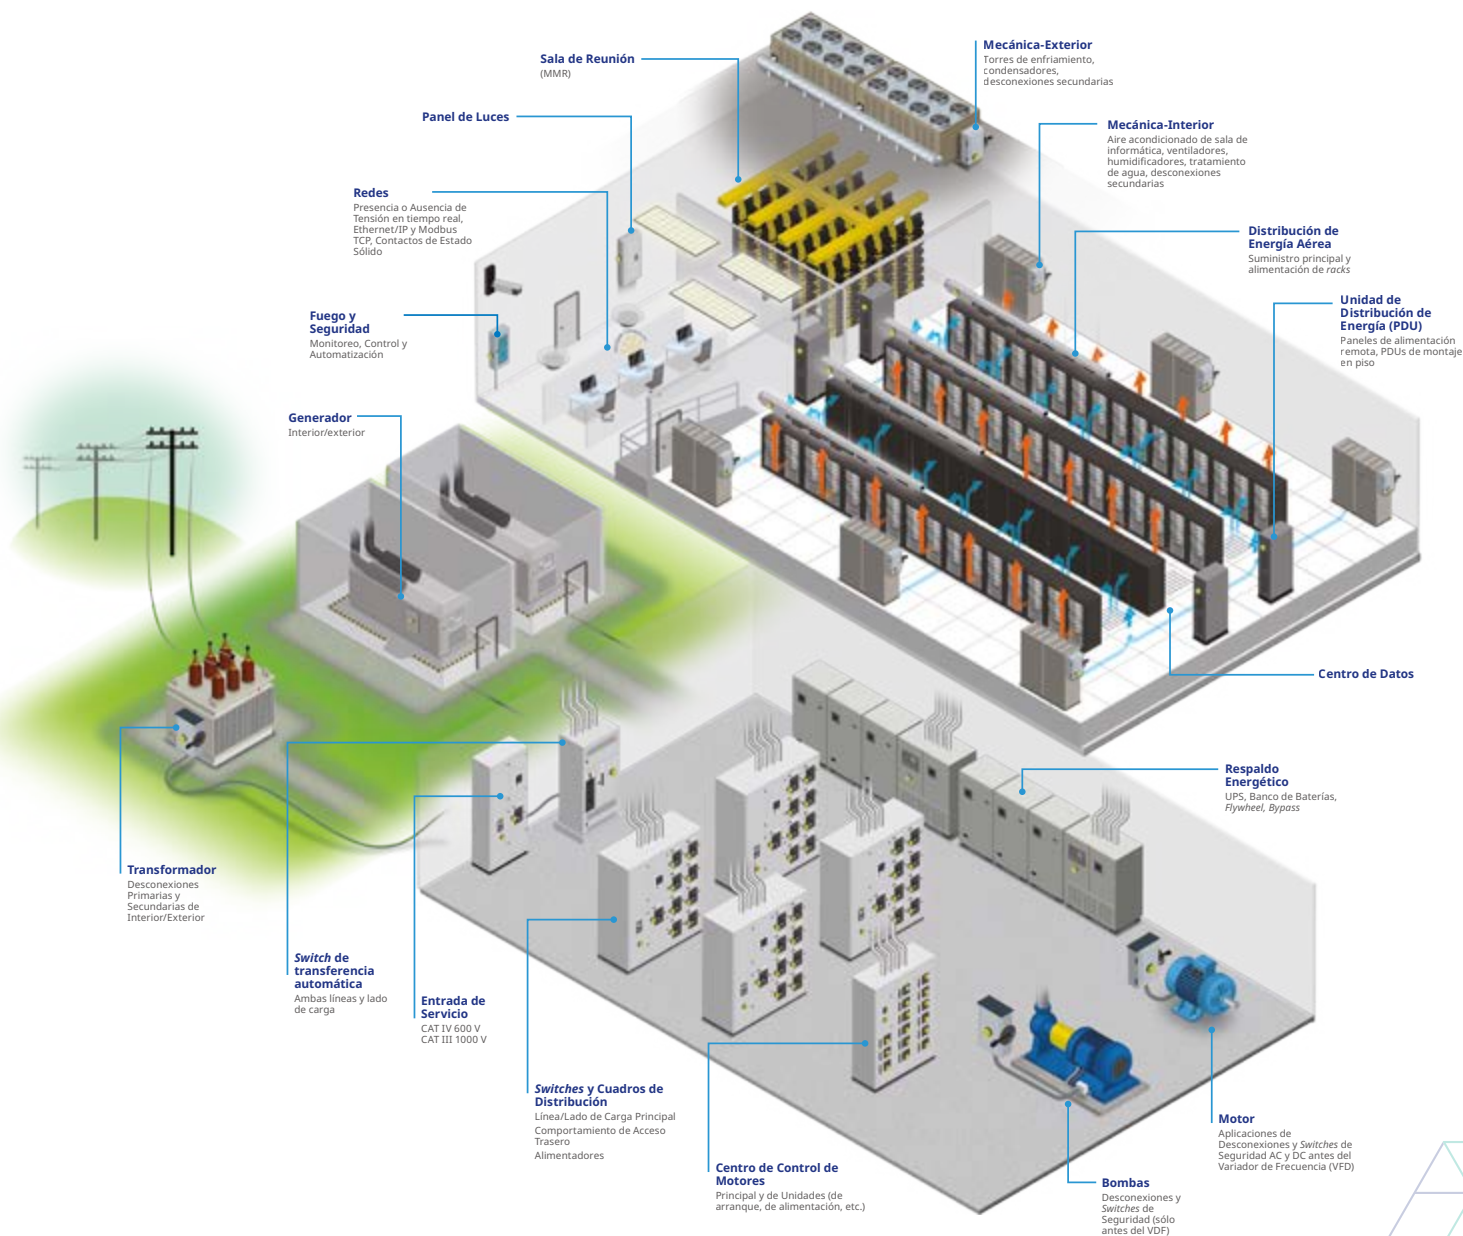 Sala de Reunión
(MMR)
Mecánica-Exterior
Torres de enfriamiento,
condensadores,
desconexiones secundarias
Panel de Luces
Mecánica-Interior
Aire acondicionado de sala de
informática, ventiladores,
humidificadores, tratamiento
de agua, desconexiones
secundarias
Redes
Presencia o Ausencia de
Tensión en tiempo real,
Ethernet/IP y Modbus
TCP, Contactos de Estado
Sólido
Distribución de
Energía Aérea
Suministro principal y
alimentación de racks
Unidad de
Distribución de
Energía (PDU)
Paneles de alimentación
remota, PDUs de montaje
en piso
Fuego y
Seguridad
Monitoreo, Control y
Automatización
Generador
Interior/exterior
Centro de Datos
Respaldo
Energético
UPS, Banco de Baterías,
Flywheel, Bypass
Transformador
Desconexiones
Primarias y
Secundarias de
Interior/Exterior
Switch de
transferencia
automática
Ambas líneas y lado
de carga
Entrada de
Servicio
CAT IV 600 V
CAT III 1000 V
Switches y Cuadros de
Distribución
Línea/Lado de Carga Principal
Comportamiento de Acceso
Trasero
Alimentadores
Centro de Control de
Motores
Principal y de Unidades (de
arranque, de alimentación, etc.)
Motor
Aplicaciones de
Desconexiones y Switches de
Seguridad AC y DC antes del
Variador de Frecuencia (VFD)
Bombas
Desconexiones y
Switches de
Seguridad (sólo
antes del VDF)